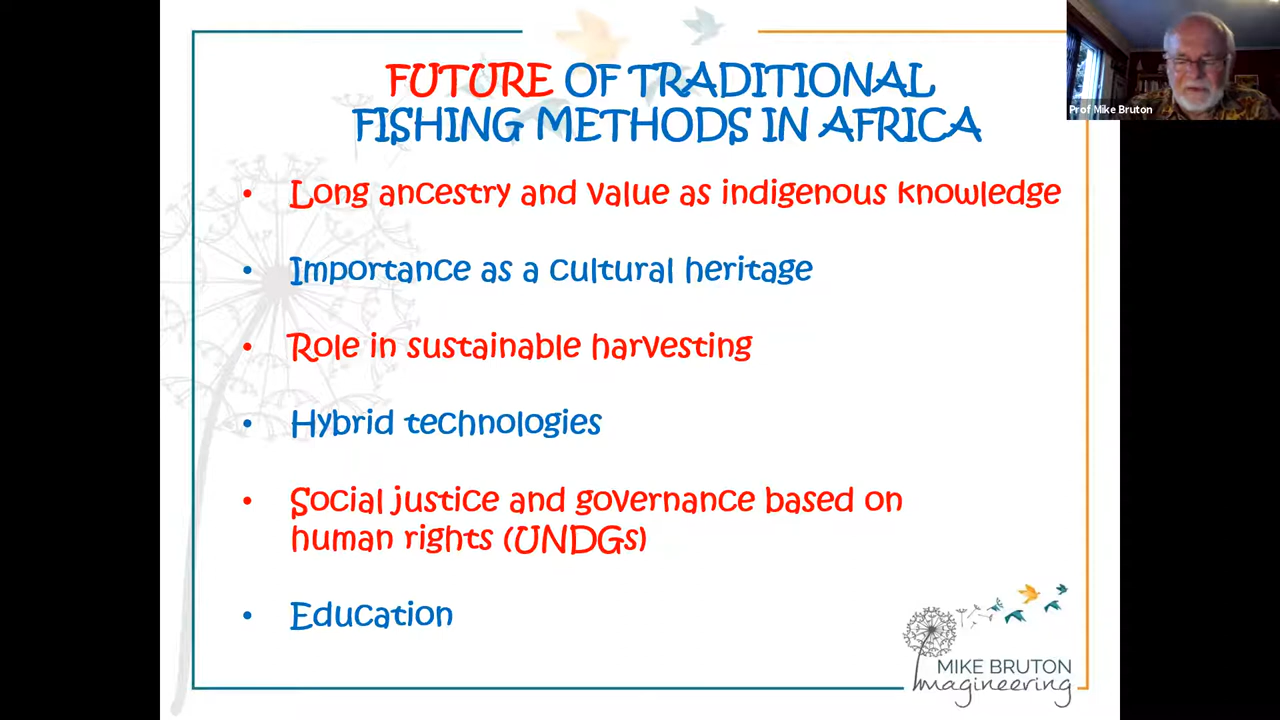 FUTURE OF TRADITIONAL
FISHING METHODS IN AFRICA
Prof Mike Bruton
• Long ancestry and value as indigenous knowledge
• Importance as a cultural heritage
• Role in sustainable harvesting
• Hybrid technologies
• Social justice and governance based on
human rights (UNDGs)
• Education
MIKE BRUTON
Imagineering